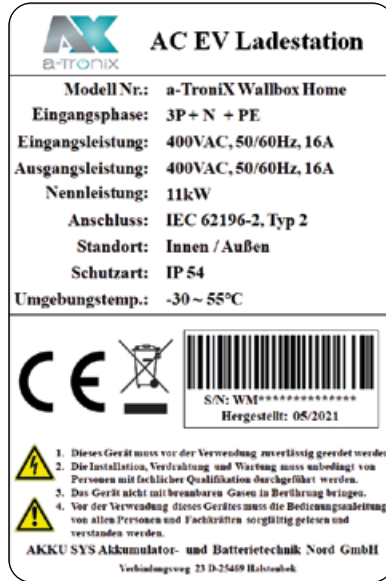 a-TroniX
AC EV Ladestation
Modell Nr.: a-TroniX Wallbox Home
Eingangsphase: 3P + N + PE
Eingangsleistung: 400VAC, 50/60Hz, 16A
Ausgangsleistung: 400VAC, 50/60Hz, 16A
Nennleistung: 11kW
Anschluss: IEC 62196-2, Typ 2
Standort: Innen / Außen
Schutzart: IP 54
Umgebungstemp.: -30 ~ 55°C
CE
S/N: WM**************
Hergestellt: 05/2021
1. Dieses Gerät muss vor der Verwendung zuverlässig geerdet werden
2. Die Installation, Verdrahtung und Wartung muss unbedingt von
Personen mit fachlicher Qualifikation durchgeführt werden.
3. Das Gerät nicht mit brennbaren Gasen in Berührung bringen.
4. Vor der Verwendung dieses Gerätes muss die Bedienungsanleitung
von allen Personen und Fachkräften sorgfältig gelesen und
verstanden werden.
AKKU SYS Akkumulator- und Batterietechnik Nord GmbH
Verbindungsweg 23 D-25469 Halstenbek